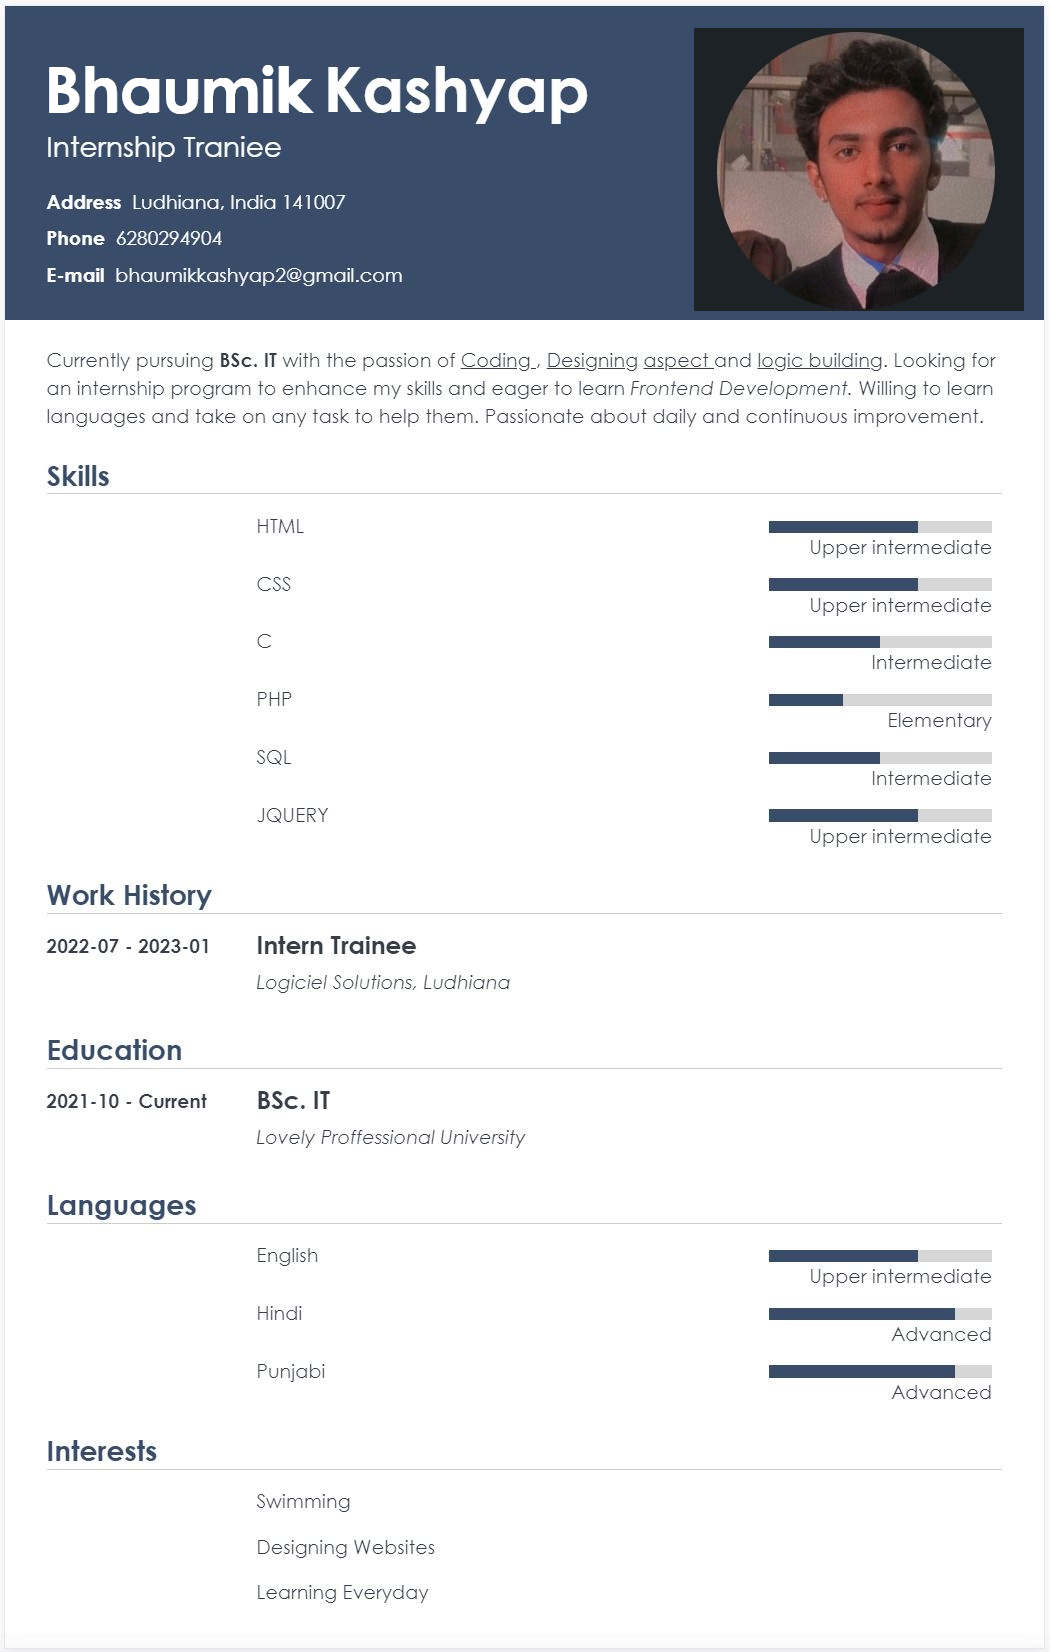 Bhaumik Kashyap
Internship Traniee
Address Ludhiana, India 141007
Phone 6280294904
E-mail bhaumikkashyap2@gmail.com
Currently pursuing BSc. IT with the passion of Coding , Designing aspect and logic building. Looking for
an internship program to enhance my skills and eager to learn Frontend Development. Willing to learn
languages and take on any task to help them. Passionate about daily and continuous improvement.
Skills
HTML
Upper intermediate
CSS
Upper intermediate
C
Intermediate
PHP
Elementary
SQL
Intermediate
JQUERY
Upper intermediate
Work History
2022-07 - 2023-01 Intern Trainee
Logiciel Solutions, Ludhiana
Education
2021-10 - Current BSc. IT
Lovely Proffessional University
Languages
English
Upper intermediate
Hindi
Advanced
Punjabi
Advanced
Interests
Swimming
Designing Websites
Learning Everyday